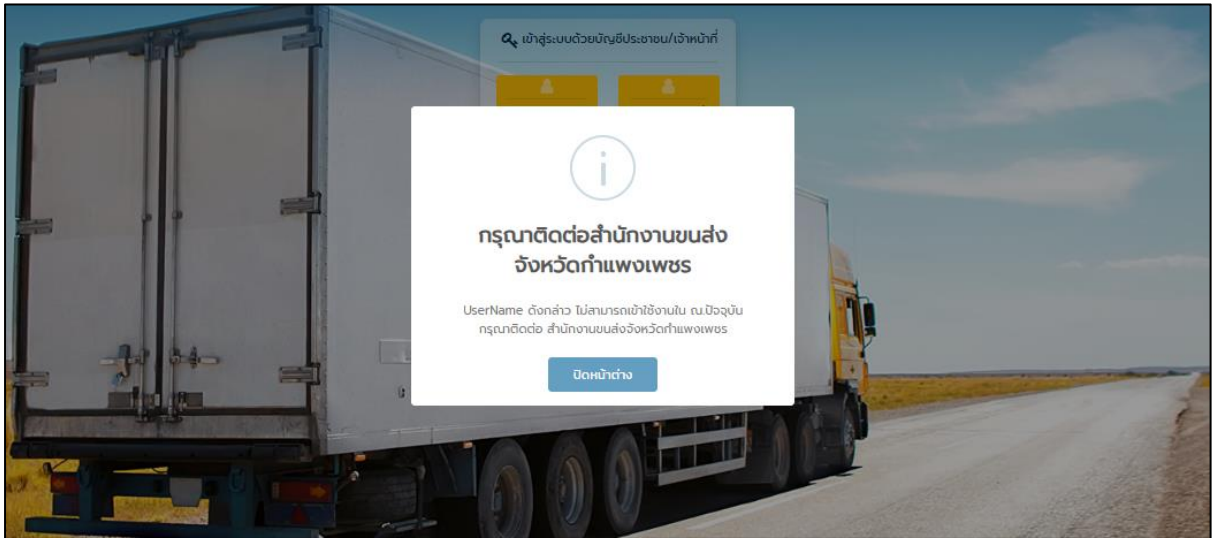 เข้าสู่ระบบด้วยบัญชีประชาชน/เจ้าหน้าที่
i
กรุณาติดต่อสำนักงานขนส่ง
จังหวัดกำแพงเพชร
UserName ดังกล่าว ไม่สามารถเข้าใช้งานใน ณ.ปัจจุบัน
กรุณาติดต่อ สำนักงานขนส่งจังหวัดกำแพงเพชร
ปิดหน้าต่าง